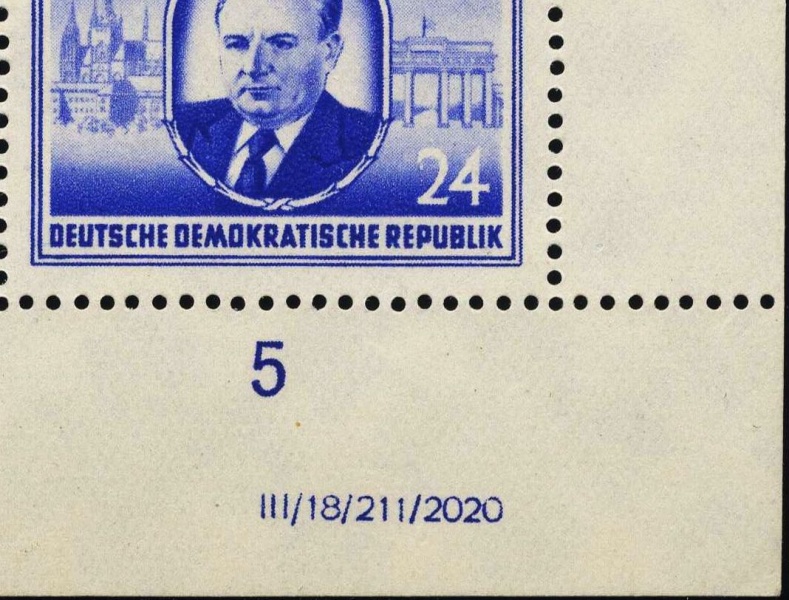 24
DEUTSCHE DEMOKRATISCHE REPUBLIK
5
III/18/211/2020